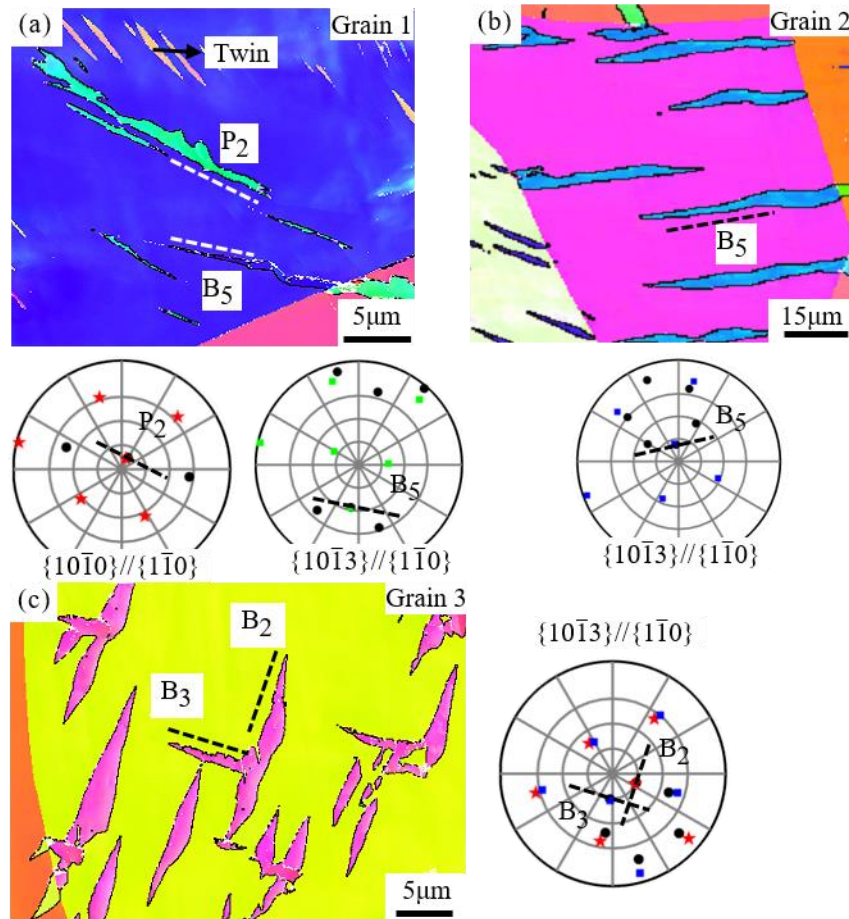 (a)
Grain 1
Twin
P₂
B₅
5µm
(b)
Grain 2
B₅
15µm
P₂
B₅
B₅
{101̄0}//{11̄0}
{101̄3}//{11̄0}
{101̄3}//{11̄0}
(c)
Grain 3
B₂
B₃
5µm
{101̄3}//{11̄0}
B₂
B₃